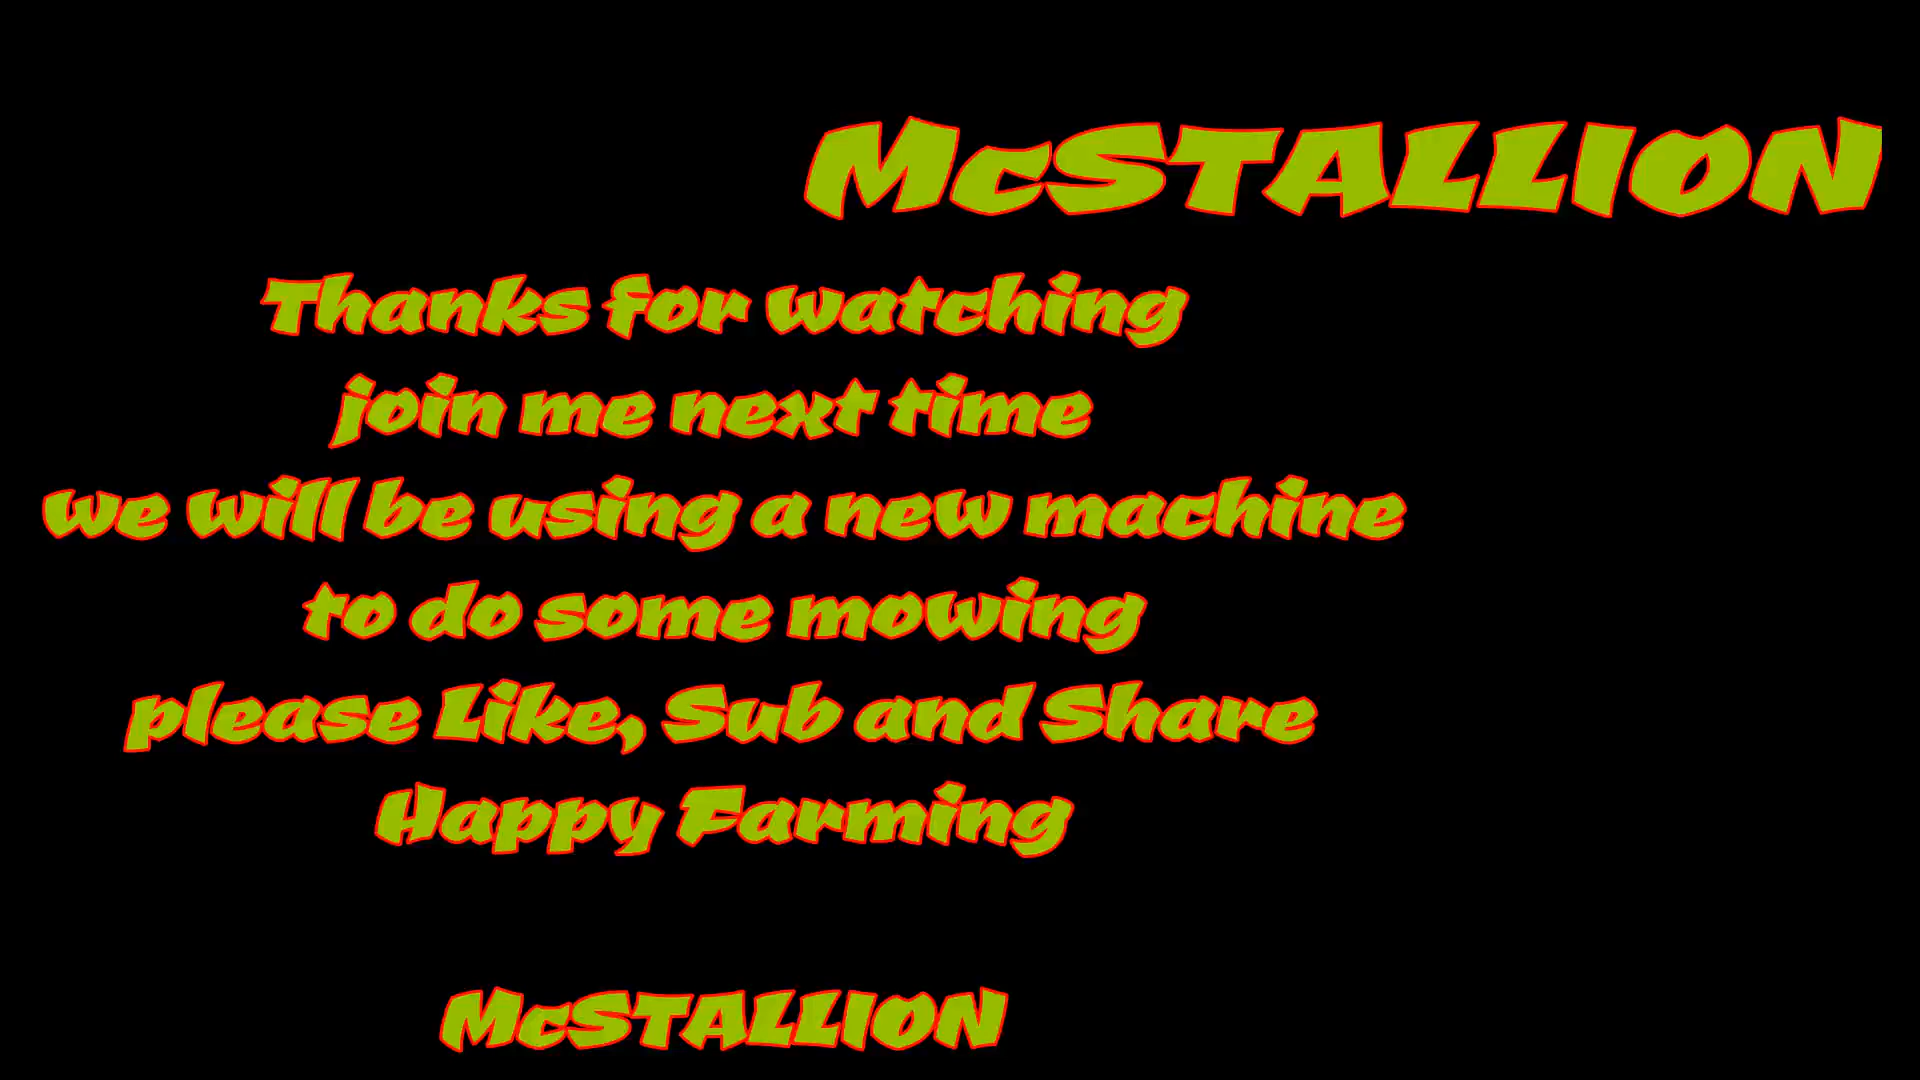 McSTALLION
Thanks for watching
join me next time
we will be using a new machine
to do some mowing
please Like, Sub and Share
Happy Farming
McSTALLION